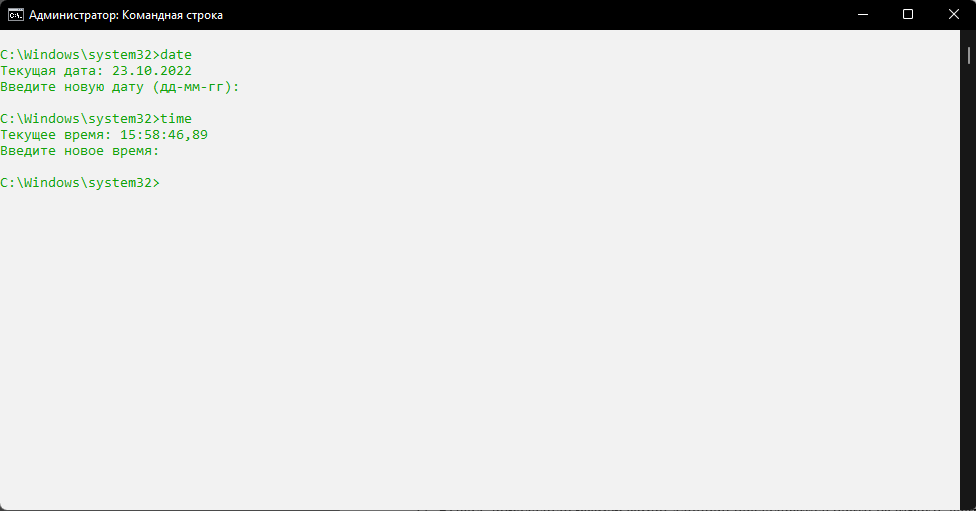 Администратор: Командная строка
C:\Windows\system32>date
Текущая дата: 23.10.2022
Введите новую дату (дд-мм-гг):
C:\Windows\system32>time
Текущее время: 15:58:46,89
Введите новое время:
C:\Windows\system32>